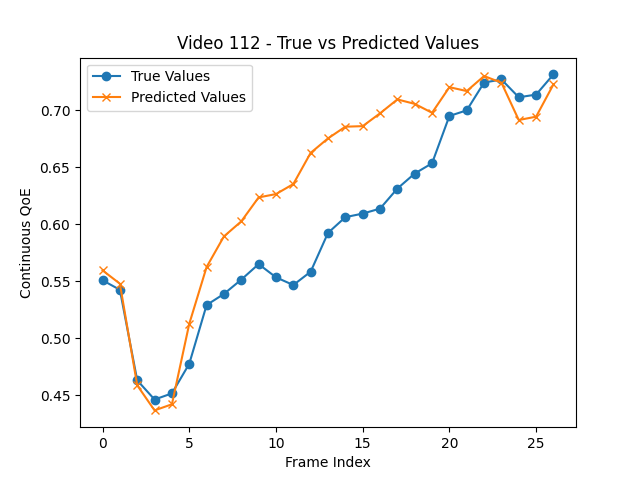 Video 112 - True vs Predicted Values
True Values
Predicted Values
Continuous QoE
0.70
0.65
0.60
0.55
0.50
0.45
0 5 10 15 20 25
Frame Index